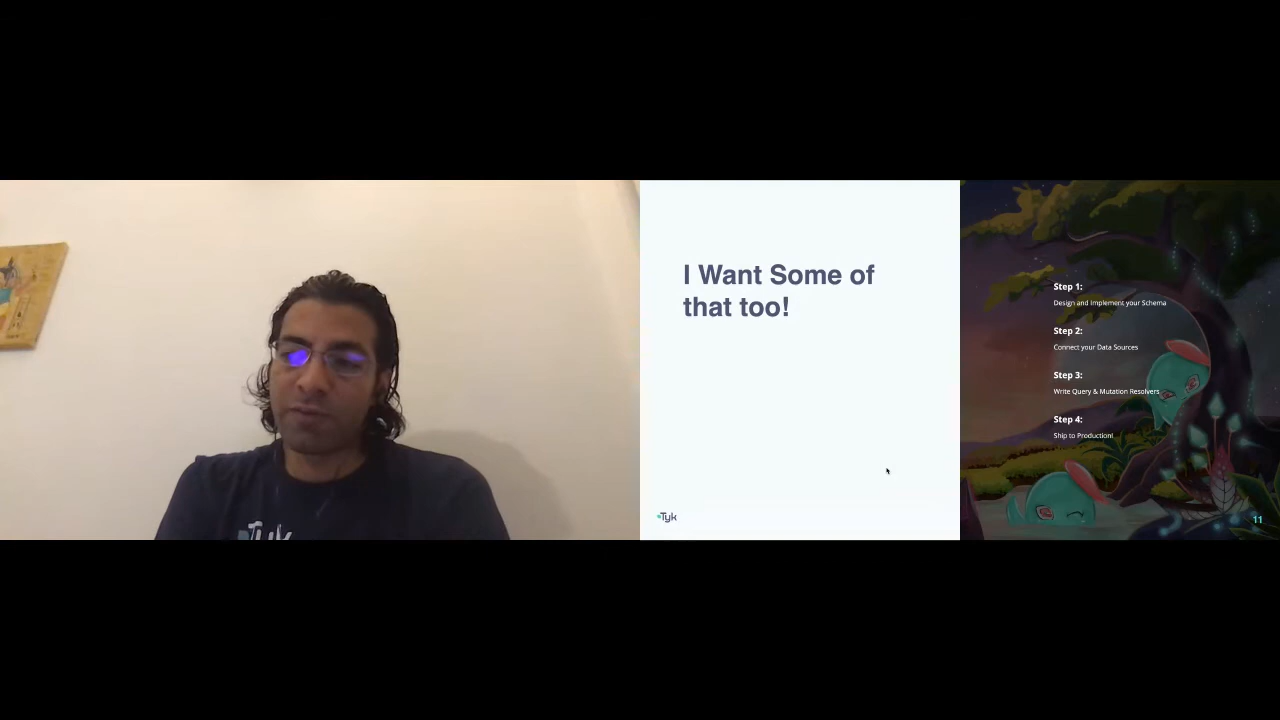 I Want Some of
that too!
Step 1:
Design and Implement your Schema
Step 2:
Connect your Data Sources
Step 3:
Write Query & Mutation Resolvers
Step 4:
Ship to Production!
Tyk
11
Tyk